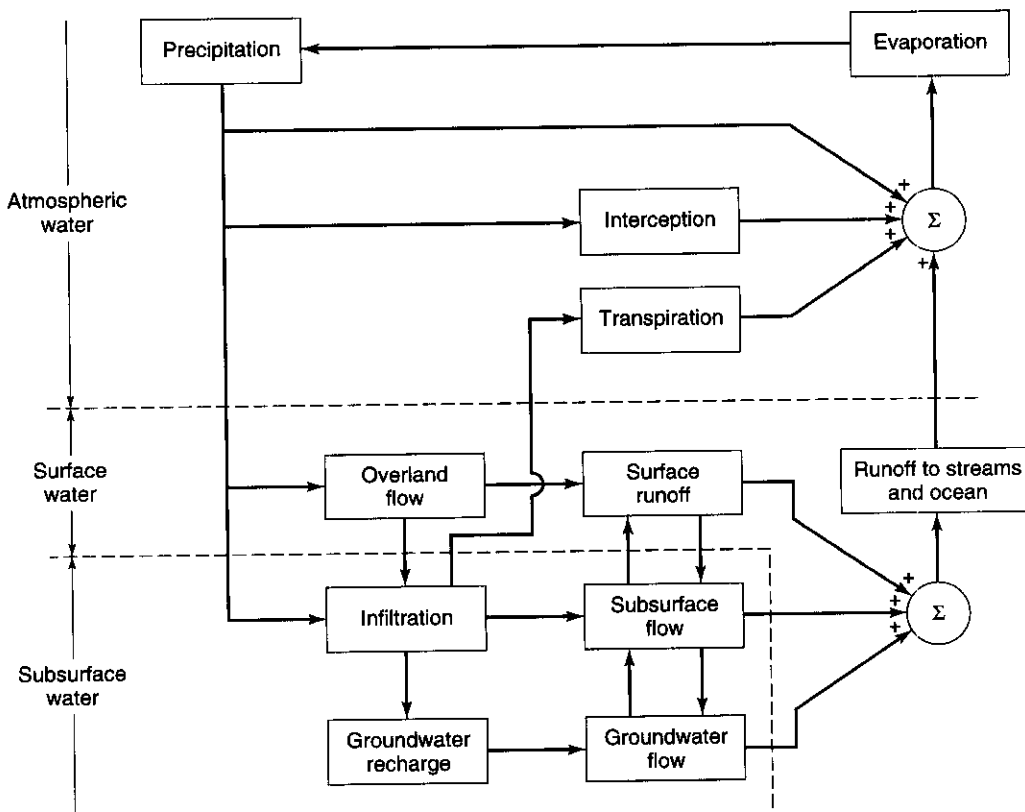 Precipitation
Evaporation
Atmospheric
water
+
+
+
+
Σ
Interception
Transpiration
Surface
water
Overland
flow
Surface
runoff
Runoff to streams
and ocean
Subsurface
water
Infiltration
Subsurface
flow
+
+
+
Σ
Groundwater
recharge
Groundwater
flow